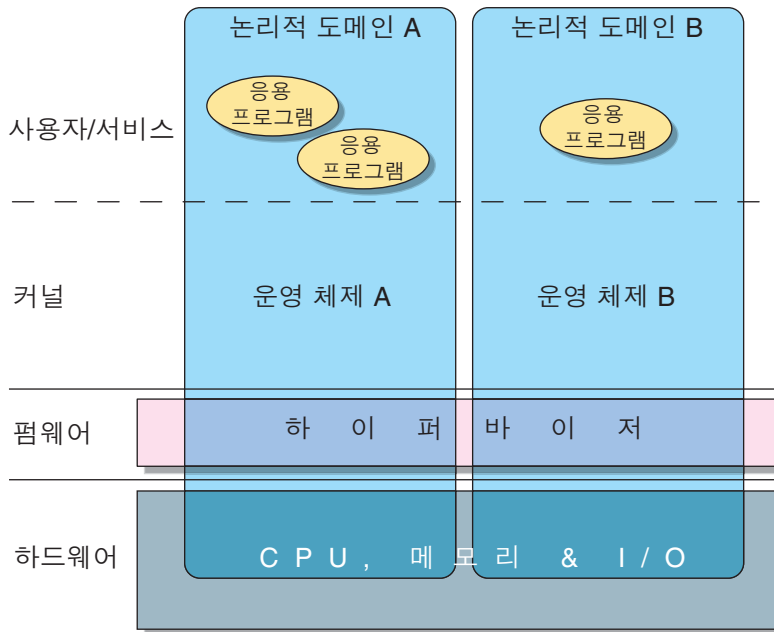 논리적 도메인 A
논리적 도메인 B
사용자/서비스
응용
프로그램
응용
프로그램
응용
프로그램
커널
운영 체제 A
운영 체제 B
펌웨어
하 이 퍼 바 이 저
하드웨어
C P U , 메 모 리 & I / O